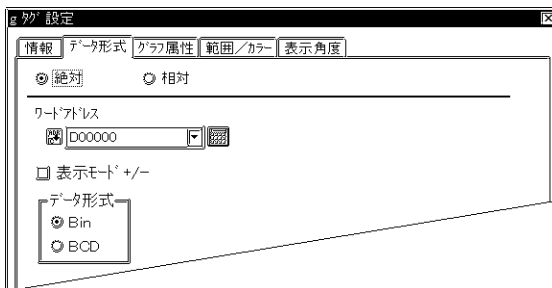 g ﾀｸﾞ 設定
情報 ﾃﾞｰﾀ形式 ｸﾞﾗﾌ属性 範囲／ｶﾗｰ 表示角度
絶対 相対
ﾜｰﾄﾞｱﾄﾞﾚｽ
D00000
表示ﾓｰﾄﾞ +/-
ﾃﾞｰﾀ形式
Bin
BCD